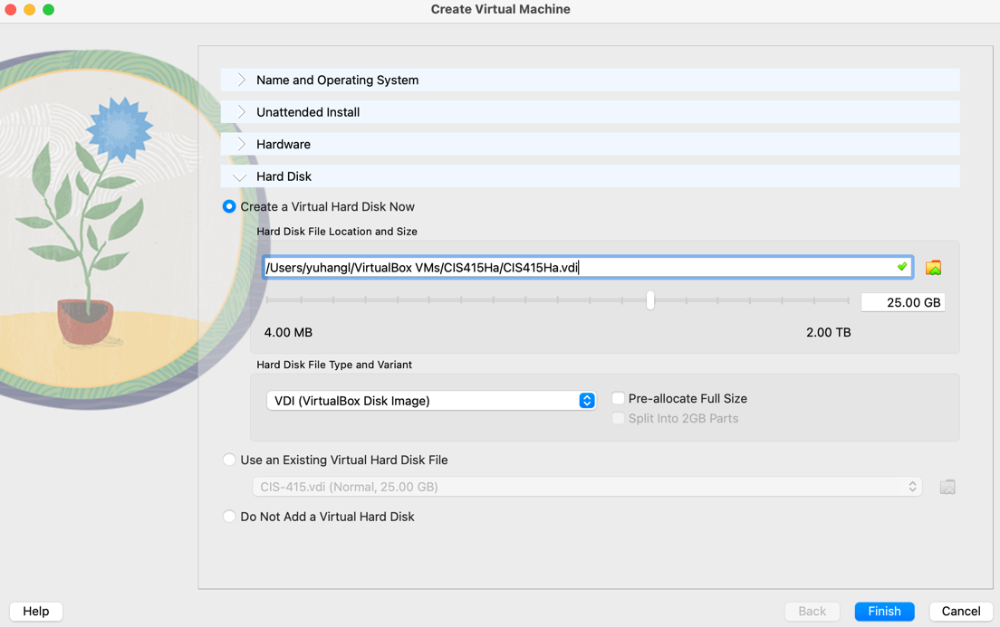 Create Virtual Machine
Name and Operating System
Unattended Install
Hardware
Hard Disk
Create a Virtual Hard Disk Now
Hard Disk File Location and Size
/Users/yuhangl/VirtualBox VMs/CIS415Ha/CIS415Ha.vdi
25.00 GB
4.00 MB 2.00 TB
Hard Disk File Type and Variant
VDI (VirtualBox Disk Image) Pre-allocate Full Size
Split Into 2GB Parts
Use an Existing Virtual Hard Disk File
CIS-415.vdi (Normal, 25.00 GB)
Do Not Add a Virtual Hard Disk
Help Back Finish Cancel